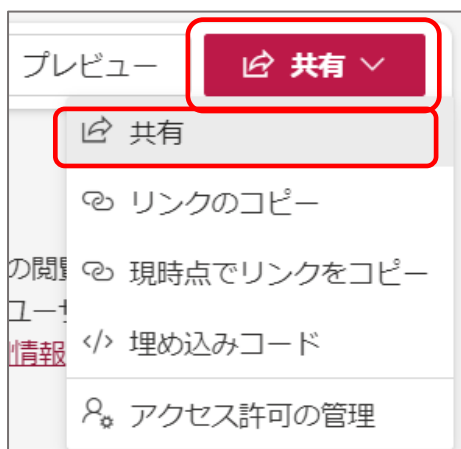 プレビュー 共有
共有
リンクのコピー
の閲
現時点でリンクをコピー
ユーザ
埋め込みコード
情報
アクセス許可の管理